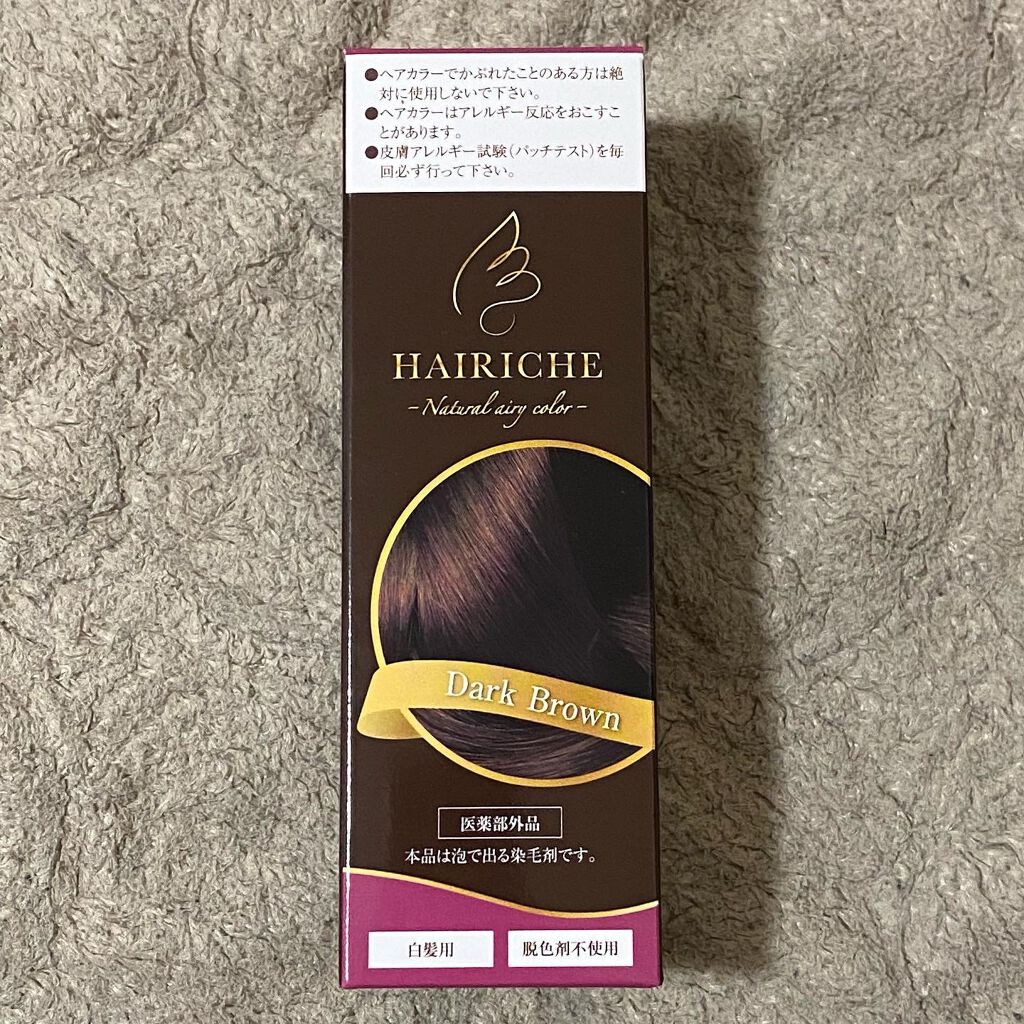 ●ヘアカラーでかぶれたことのある方は絶
対に使用しないで下さい。
●ヘアカラーはアレルギー反応をおこすこ
とがあります。
●皮膚アレルギー試験(パッチテスト)を毎
回必ず行って下さい。
HAIRICHE
-Natural airy color-
Dark Brown
医薬部外品
本品は泡で出る染毛剤です。
白髪用
脱色剤不使用